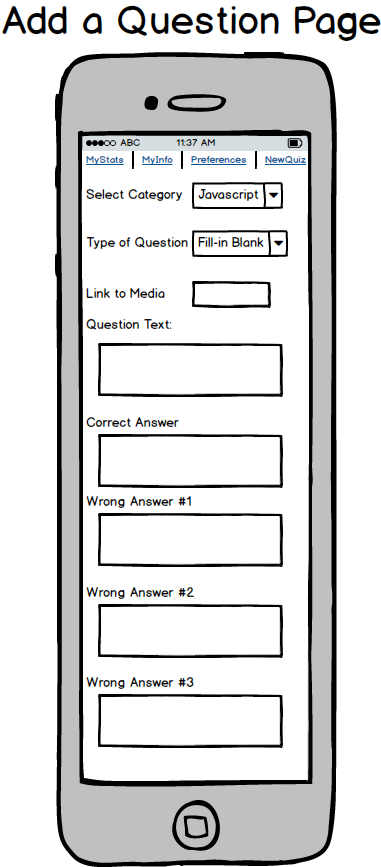 Add a Question Page
ABC 11:37 AM
MyStats MyInfo Preferences NewQuiz
Select Category Javascript
Type of Question Fill-in Blank
Link to Media
Question Text:
Correct Answer
Wrong Answer #1
Wrong Answer #2
Wrong Answer #3